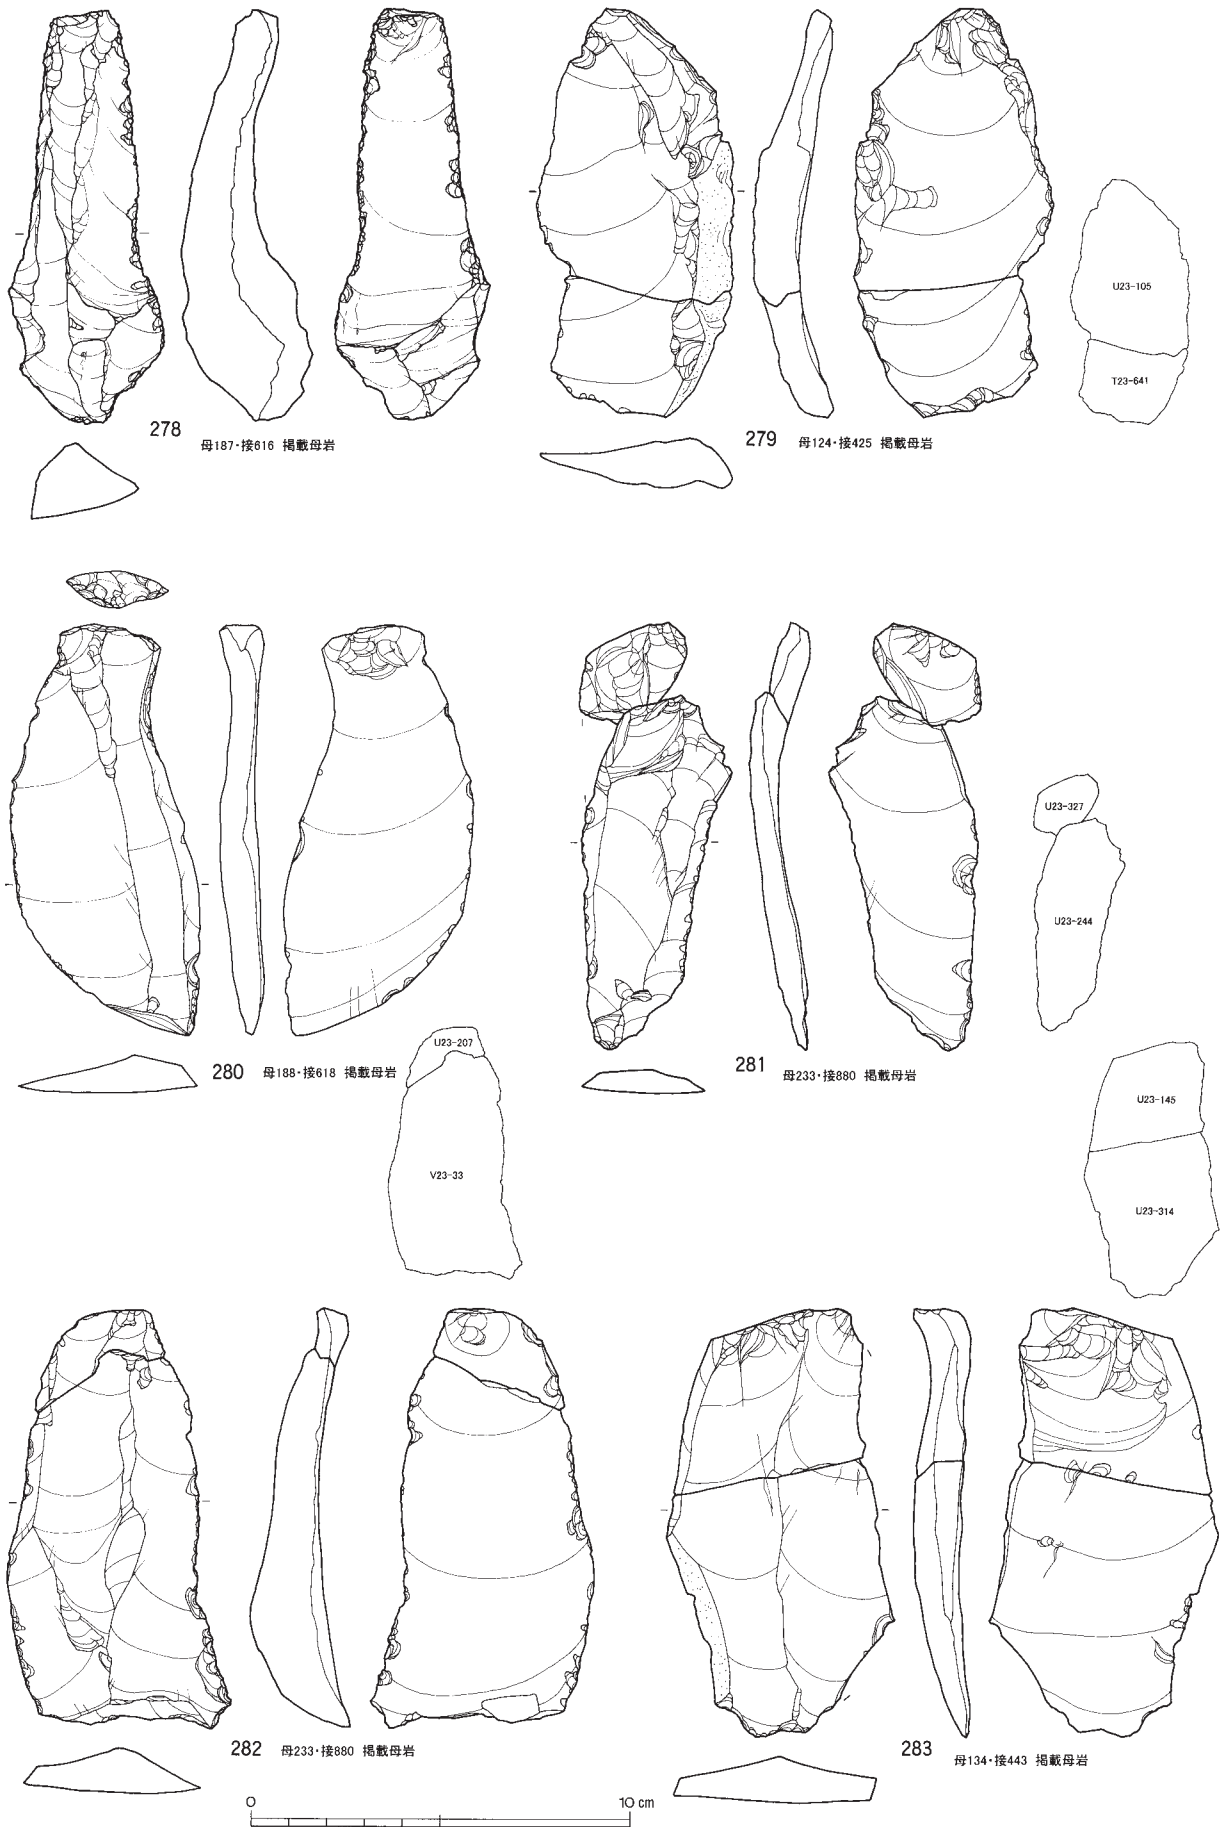 U23-105
T23-641
278
母187・接616 掲載母岩
279
母124・接425 掲載母岩
U23-327
U23-244
280
母188・接618 掲載母岩
281
母233・接880 掲載母岩
U23-207
V23-33
U23-145
U23-314
282
母233・接880 掲載母岩
283
母134・接443 掲載母岩
0 10 cm